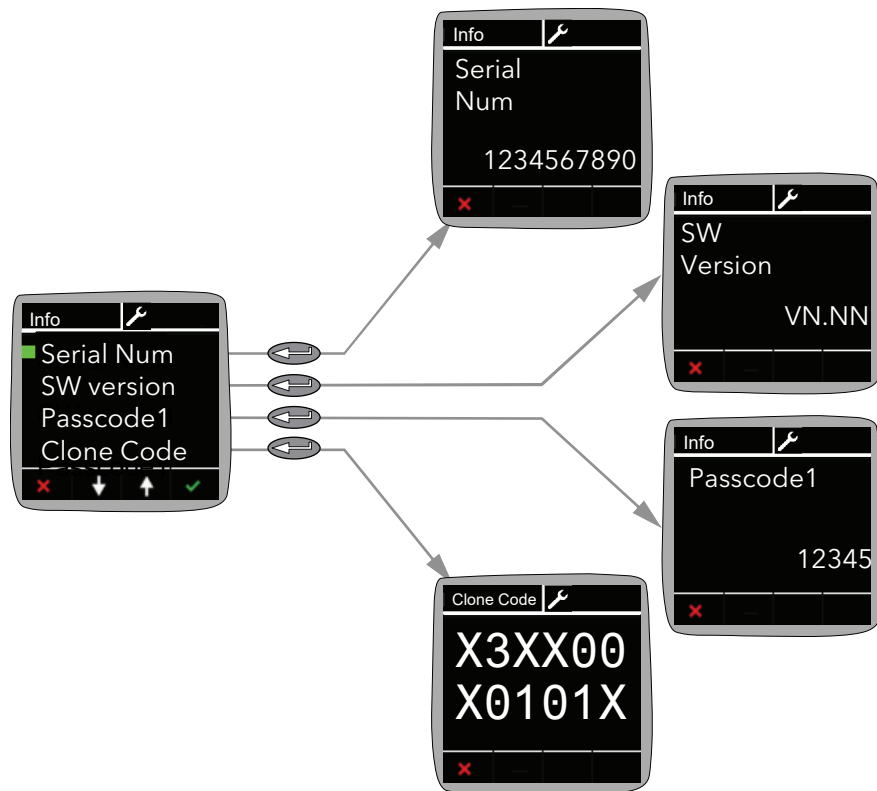 Info
Serial
Num
1234567890
Info
SW
Version
VN.NN
Info
Serial Num
SW version
Passcode1
Clone Code
Info
Passcode1
12345
Clone Code
X3XX00
X0101X